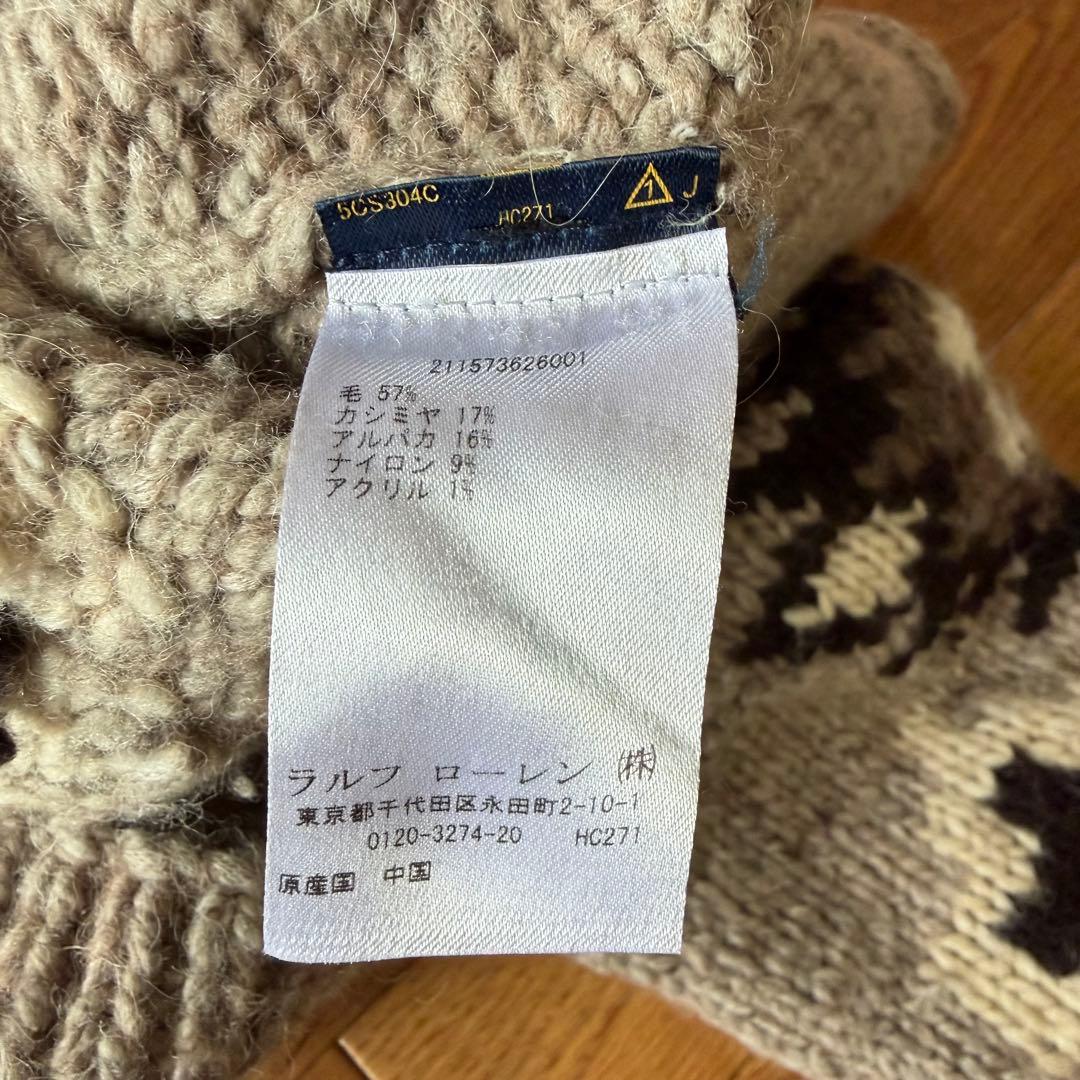 5CS304C
HC271
1 J
211573626001
毛 57%
カシミヤ 17%
アルパカ 16%
ナイロン 9%
アクリル 1%
ラルフ ローレン ㈱
東京都千代田区永田町2-10-1
0120-3274-20 HC271
原産国 中国